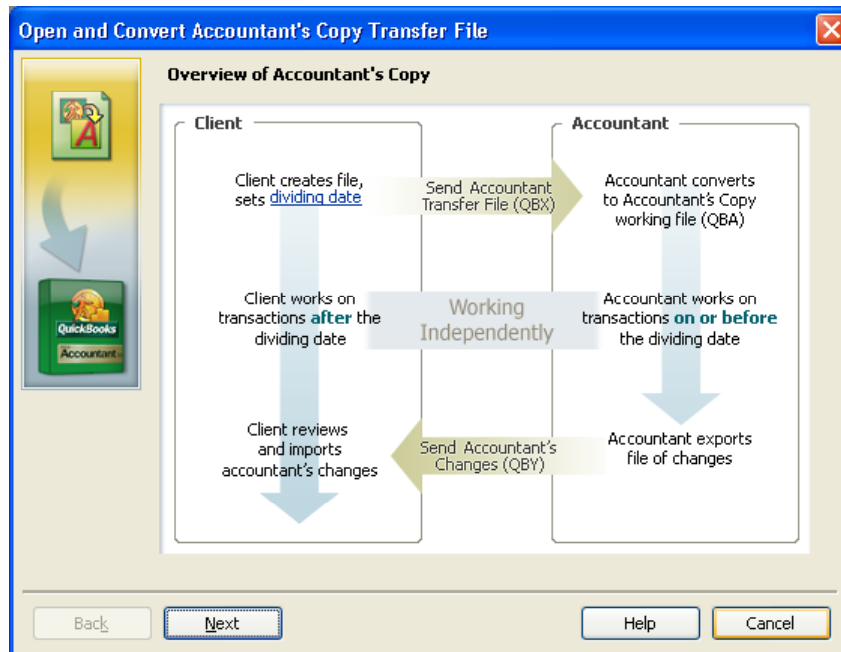 Open and Convert Accountant's Copy Transfer File
Overview of Accountant's Copy
Client
Accountant
Client creates file,
sets dividing date
Send Accountant
Transfer File (QBX)
Accountant converts
to Accountant's Copy
working file (QBA)
Client works on
transactions after the
dividing date
Working
Independently
Accountant works on
transactions on or before
the dividing date
Client reviews
and imports
accountant's changes
Send Accountant's
Changes (QBY)
Accountant exports
file of changes
A
QuickBooks
Accountant
Back
Next
Help
Cancel